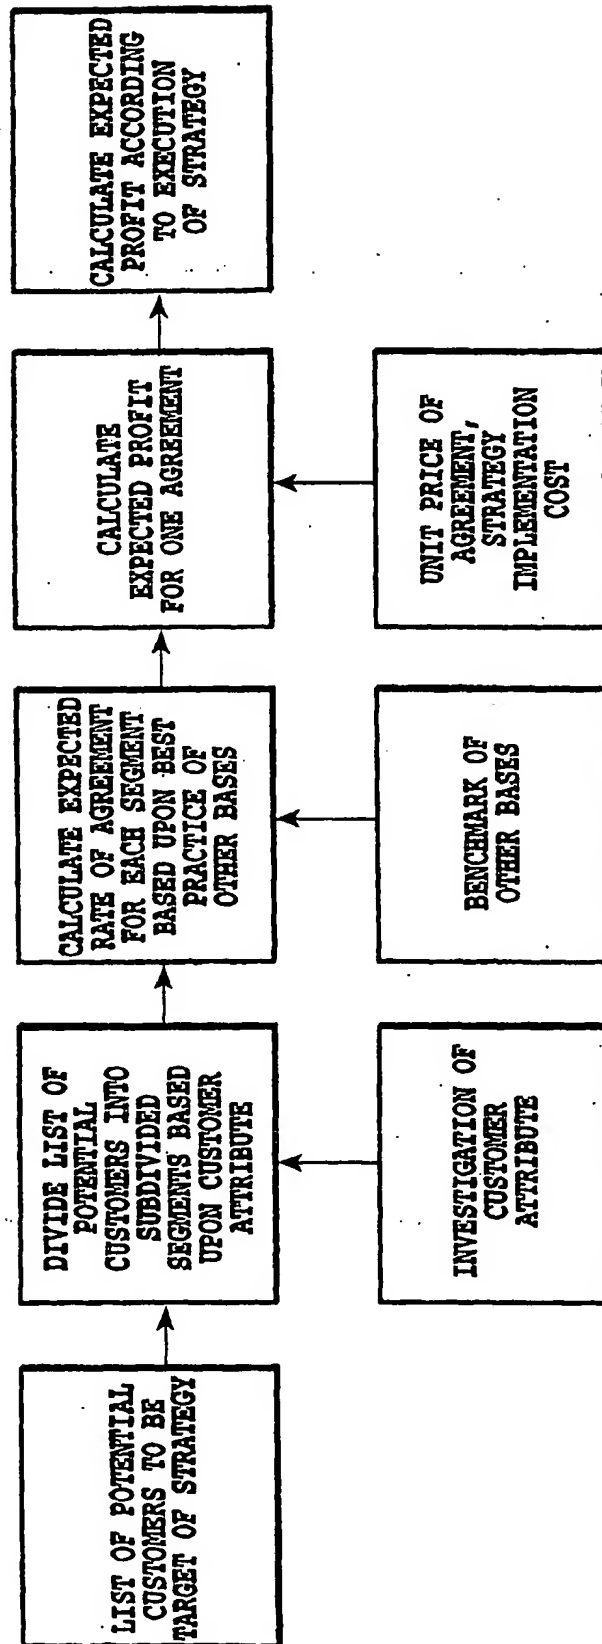 LIST OF POTENTIAL
CUSTOMERS TO BE
TARGET OF STRATEGY
DIVIDE LIST OF
POTENTIAL
CUSTOMERS INTO
SUBDIVIDED
SEGMENTS BASED
UPON CUSTOMER
ATTRIBUTE
CALCULATE EXPECTED
RATE OF AGREEMENT
FOR EACH SEGMENT
BASED UPON BEST
PRACTICE OF
OTHER BASES
CALCULATE
EXPECTED PROFIT
FOR ONE AGREEMENT
CALCULATE EXPECTED
PROFIT ACCORDING
TO EXECUTION
OF STRATEGY
INVESTIGATION OF
CUSTOMER
ATTRIBUTE
BENCHMARK OF
OTHER BASES
UNIT PRICE OF
AGREEMENT,
STRATEGY
IMPLEMENTATION
COST